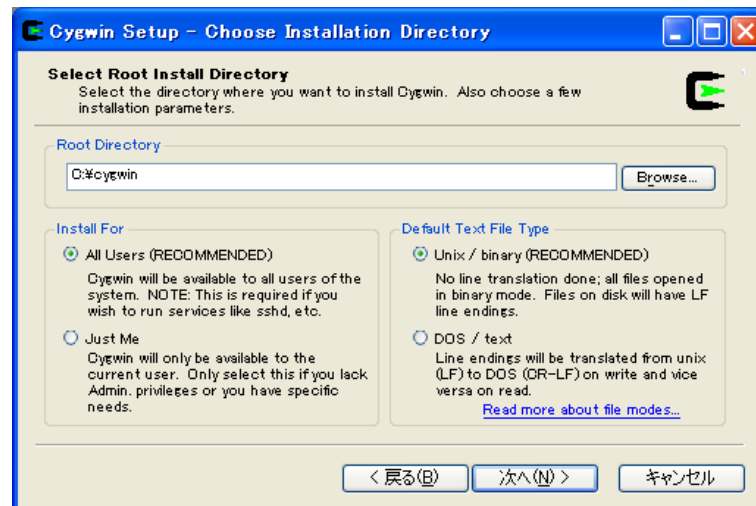 Cygwin Setup - Choose Installation Directory
Select Root Install Directory
Select the directory where you want to install Cygwin. Also choose a few
installation parameters.
Root Directory
C:¥cygwin
Browse...
Install For
All Users (RECOMMENDED)
Cygwin will be available to all users of the
system. NOTE: This is required if you
wish to run services like sshd, etc.
Just Me
Cygwin will only be available to the
current user. Only select this if you lack
Admin. privileges or you have specific
needs.
Default Text File Type
Unix / binary (RECOMMENDED)
No line translation done; all files opened
in binary mode. Files on disk will have LF
line endings.
DOS / text
Line endings will be translated from unix
(LF) to DOS (CR-LF) on write and vice
versa on read.
Read more about file modes...
< 戻る(B)
次へ(N) >
キャンセル